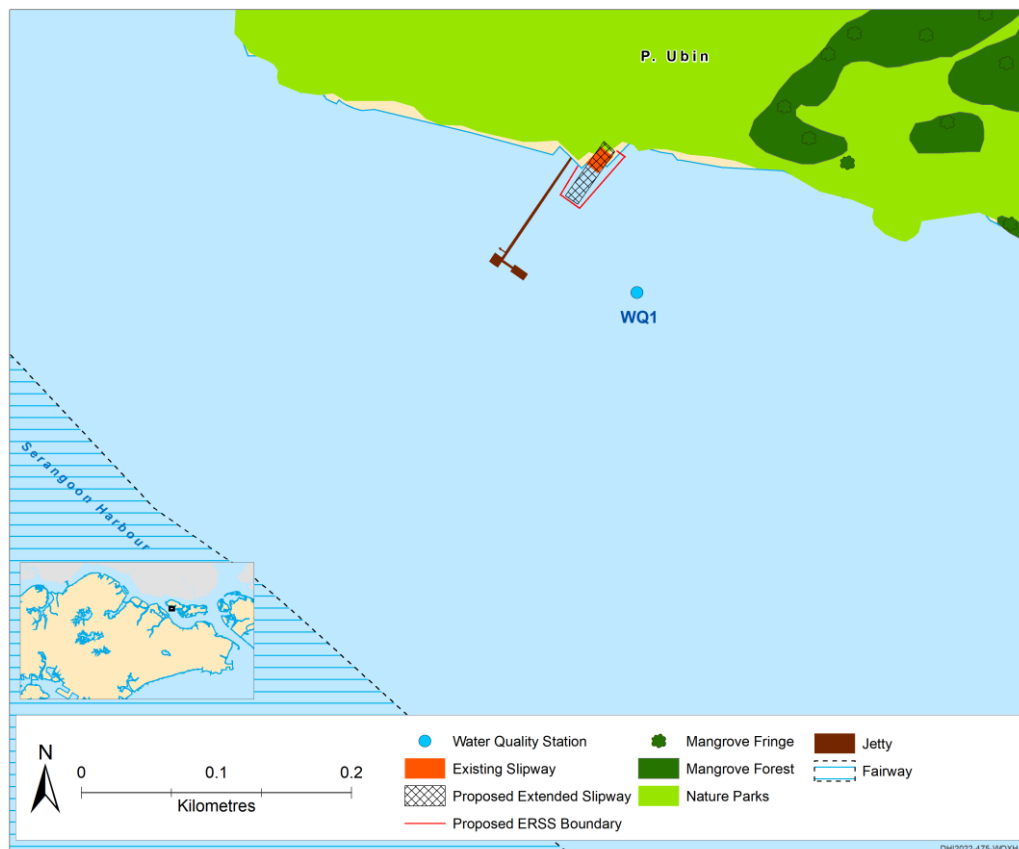 P. Ubin
WQ1
Serangoon Harbour
N
0 0.1 0.2
Kilometres
Water Quality Station
Existing Slipway
Proposed Extended Slipway
Proposed ERSS Boundary
Mangrove Fringe
Mangrove Forest
Nature Parks
Jetty
Fairway